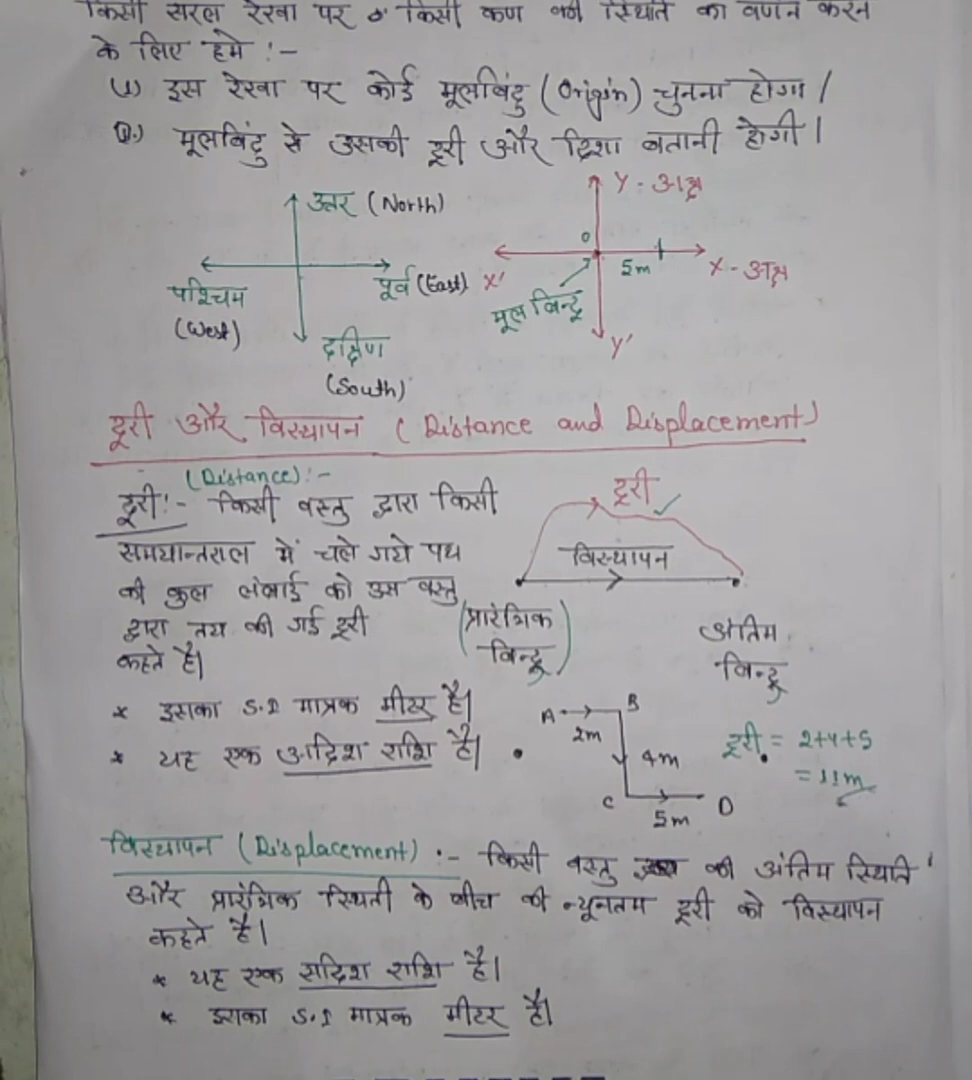 किसी सरल रेखा पर किसी कण की स्थिति का वर्णन करने
के लिए हमे :-
(1) इस रेखा पर कोई मूलबिंदु (Origin) चुनना होगा।
मूलबिंदु से उसकी दूरी और दिशा बतानी होगी।
उत्तर (North)
पश्चिम
(West)
पूर्व (East)
दक्षिण
(South)
Y - अक्ष
O
5m
X - अक्ष
X'
मूल बिन्दू
Y'
दूरी और विस्थापन (Distance and Displacement)
(Distance) :-
दूरी :- किसी वस्तु द्वारा किसी
समयान्तराल में चले गये पथ
की कुल लंबाई को उस वस्तु
द्वारा तय की गई दूरी
कहते है।
* इसका S.I मात्रक मीटर है।
* यह एक अदिश राशि है।
दूरी
विस्थापन
(प्रारंभिक
बिन्दू)
अंतिम
बिन्दू
A
B
2m
4m
C
5m
D
दूरी = 2+4+5
= 11m
विस्थापन (Displacement) :- किसी वस्तु की अंतिम स्थिति
और प्रारंभिक स्थिती के बीच की न्यूनतम दूरी को विस्थापन
कहते है।
* यह एक सदिश राशि है।
* इसका S.I मात्रक मीटर है।